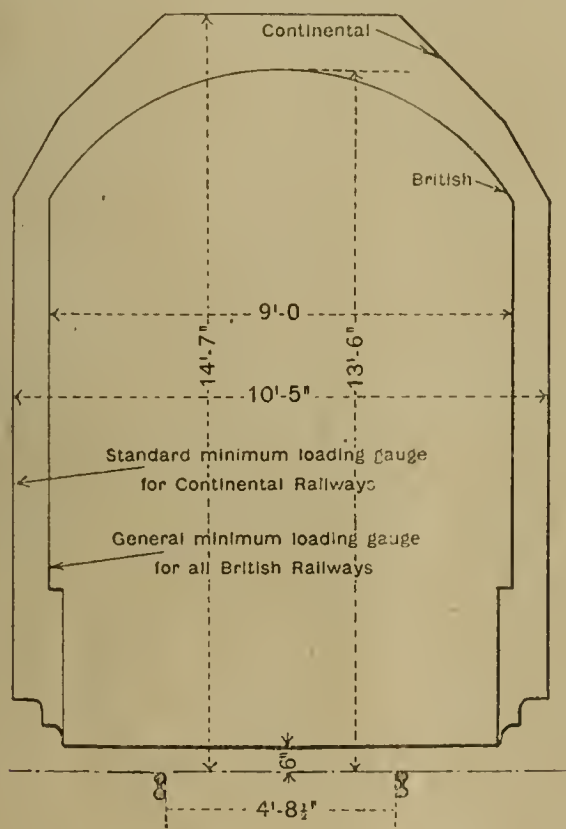 Continental
British
9'-0
14'-7"
13'-6"
10'-5"
Standard minimum loading gauge
for Continental Railways
General minimum loading gauge
for all British Railways
6"
4'-8½"